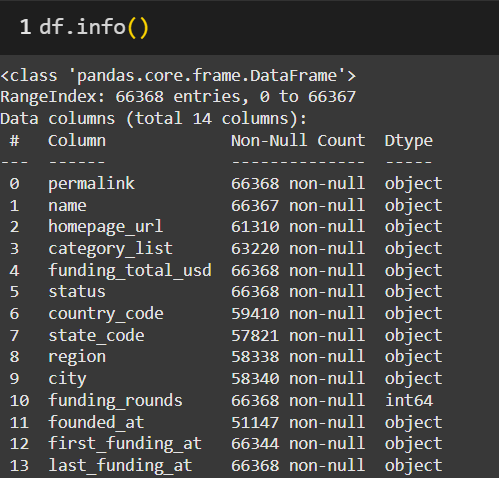 1 df.info()
<class 'pandas.core.frame.DataFrame'>
RangeIndex: 66368 entries, 0 to 66367
Data columns (total 14 columns):
 #   Column             Non-Null Count  Dtype
---  ------             --------------  -----
 0   permalink          66368 non-null  object
 1   name               66367 non-null  object
 2   homepage_url       61310 non-null  object
 3   category_list      63220 non-null  object
 4   funding_total_usd  66368 non-null  object
 5   status             66368 non-null  object
 6   country_code       59410 non-null  object
 7   state_code         57821 non-null  object
 8   region             58338 non-null  object
 9   city               58340 non-null  object
 10  funding_rounds     66368 non-null  int64
 11  founded_at         51147 non-null  object
 12  first_funding_at   66344 non-null  object
 13  last_funding_at    66368 non-null  object